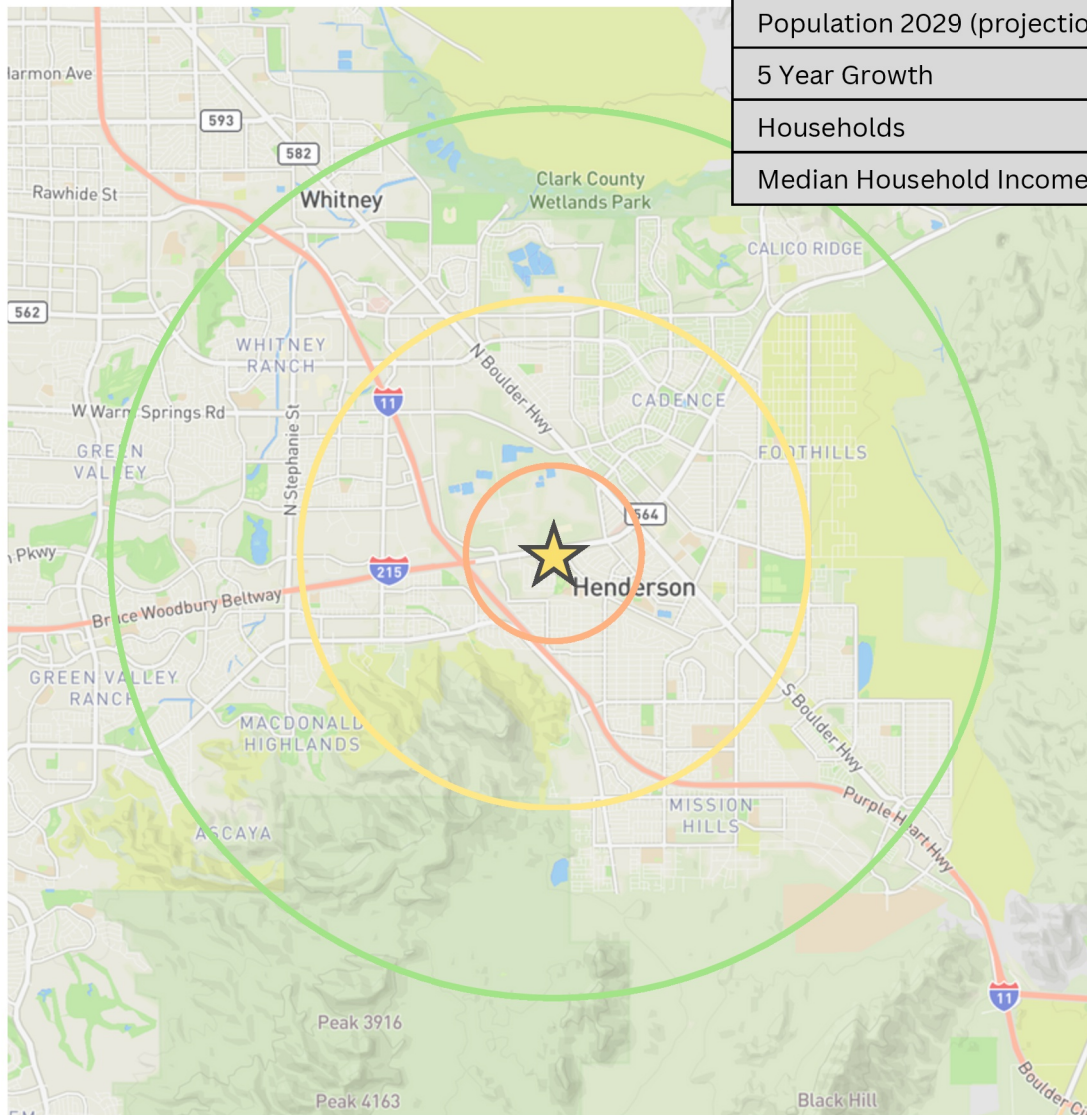 Population 2029 (projectio
5 Year Growth
Households
Median Household Income
Harmon Ave
593
582
Rawhide St
Whitney
Clark County
Wetlands Park
CALICO RIDGE
562
WHITNEY
RANCH
N Boulder Hwy
11
CADENCE
W Warm Springs Rd
N Stephanie St
GREEN
VALLEY
FOOTHILLS
564
n Pkwy
215
Henderson
Bruce Woodbury Beltway
GREEN VALLEY
RANCH
MACDONALD
HIGHLANDS
S Boulder Hwy
MISSION
HILLS
Purple Heart Hwy
ASCAYA
11
Peak 3916
Boulder C
Peak 4163
Black Hill